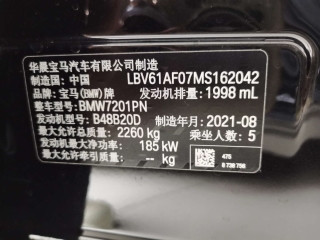 华晨宝马汽车有限公司制造
制造国：中国 LBV61AF07MS162042
品牌：宝马(BMW)牌 发动机排量：1998 mL
整车型号：BMW7201PN
发动机型号：B48B20D 制造年月：2021-08
最大允许总质量：2260 kg 乘坐人数：5
发动机最大净功率：185 kW
最大允许牵引质量：-- kg
475